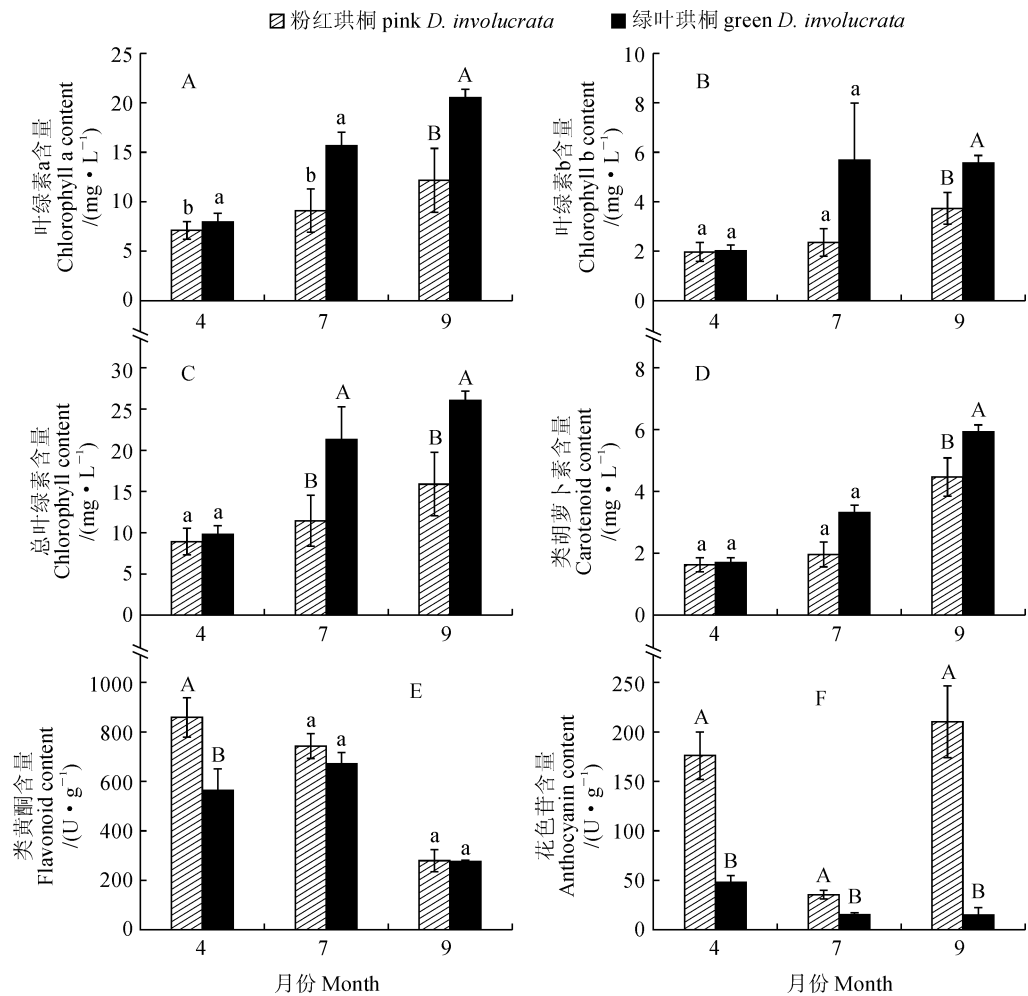 粉红珙桐 pink D. involucrata
绿叶珙桐 green D. involucrata
叶绿素a含量
Chlorophyll a content
/(mg・L⁻¹)
25
20
15
10
5
0
A
b
a
b
a
B
A
4
7
9
叶绿素b含量
Chlorophyll b content
/(mg・L⁻¹)
10
8
6
4
2
0
B
a
a
a
a
B
A
4
7
9
总叶绿素含量
Chlorophyll content
/(mg・L⁻¹)
30
25
20
15
10
5
0
C
a
a
B
A
B
A
4
7
9
类胡萝卜素含量
Carotenoid content
/(mg・L⁻¹)
8
6
4
2
0
D
a
a
a
a
B
A
4
7
9
类黄酮含量
Flavonoid content
/(U・g⁻¹)
1000
800
600
400
200
0
E
A
B
a
a
a
a
4
7
9
月份 Month
花色苷含量
Anthocyanin content
/(U・g⁻¹)
250
200
150
100
50
0
F
A
B
A
B
A
B
4
7
9
月份 Month